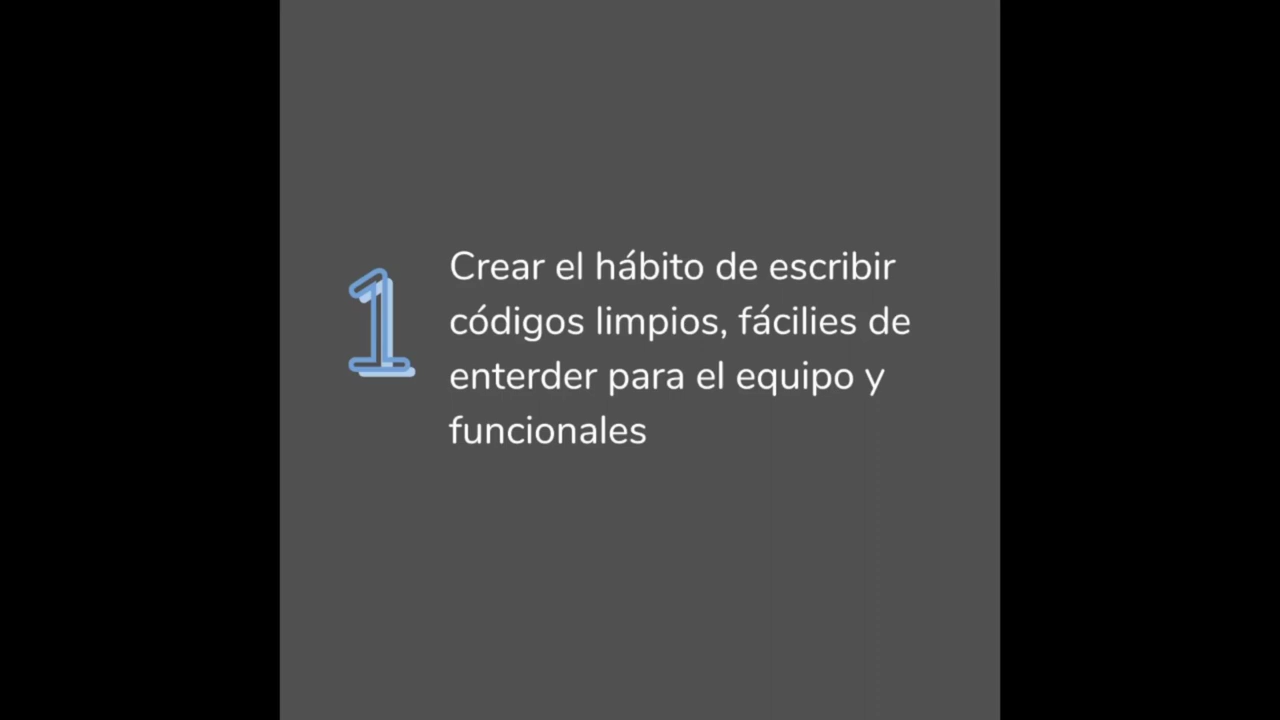 1
Crear el hábito de escribir
códigos limpios, fácilies de
enterder para el equipo y
funcionales